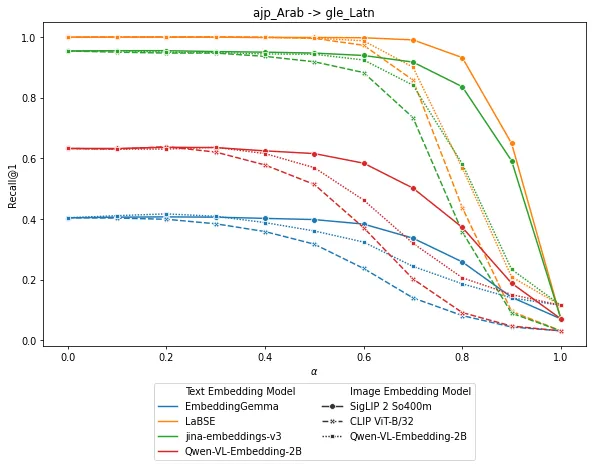 ajp_Arab -> gle_Latn
Recall@1
1.0
0.8
0.6
0.4
0.2
0.0
0.0 0.2 0.4 0.6 0.8 1.0
α
Text Embedding Model
EmbeddingGemma
LaBSE
jina-embeddings-v3
Qwen-VL-Embedding-2B
Image Embedding Model
SigLIP 2 So400m
CLIP ViT-B/32
Qwen-VL-Embedding-2B